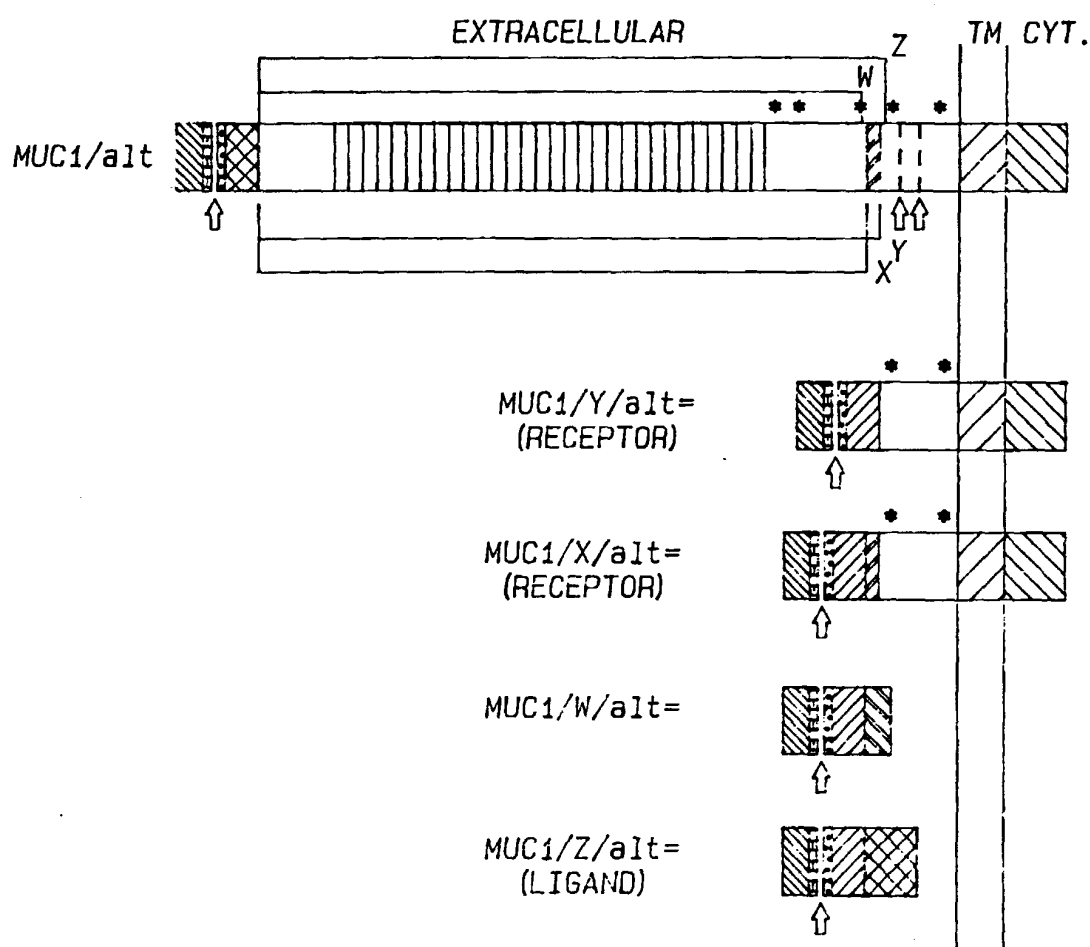 EXTRACELLULAR
TM CYT.
Z
W
* * * * *
MUC1/alt
Y
X
* *
MUC1/Y/alt=
(RECEPTOR)
* *
MUC1/X/alt=
(RECEPTOR)
MUC1/W/alt=
MUC1/Z/alt=
(LIGAND)